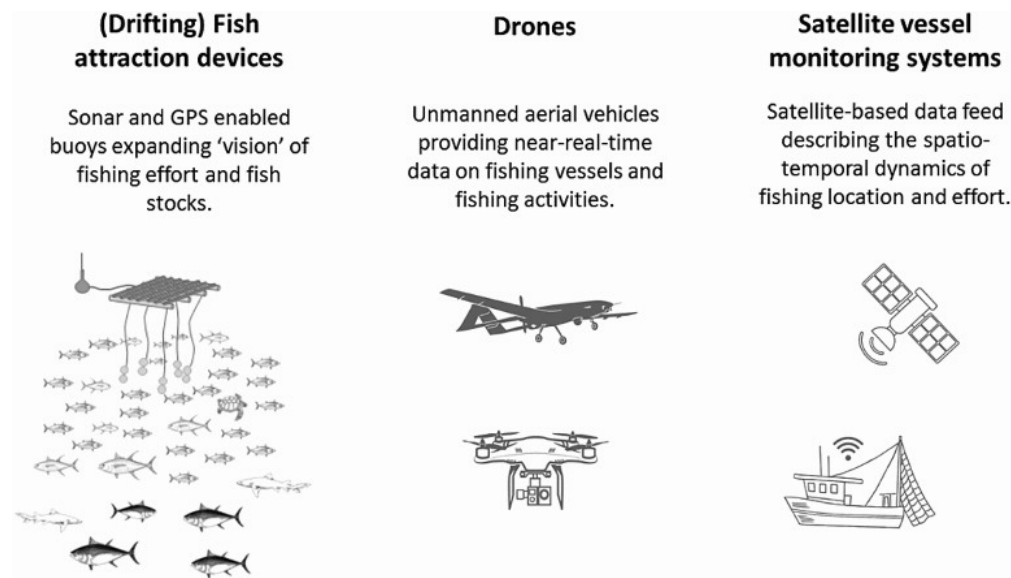 (Drifting) Fish
attraction devices
Sonar and GPS enabled
buoys expanding ‘vision’ of
fishing effort and fish
stocks.
Drones
Unmanned aerial vehicles
providing near-real-time
data on fishing vessels and
fishing activities.
Satellite vessel
monitoring systems
Satellite-based data feed
describing the spatio-
temporal dynamics of
fishing location and effort.